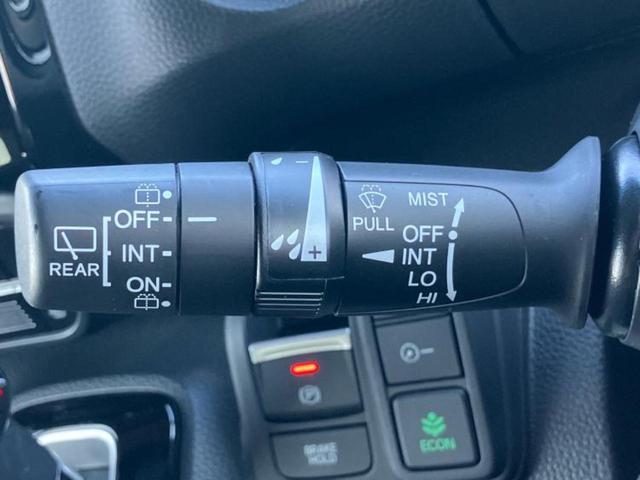 OFF
INT
REAR
ON
- 
+
PULL
MIST
OFF
INT
LO
HI
BRAKE
HOLD
ECON